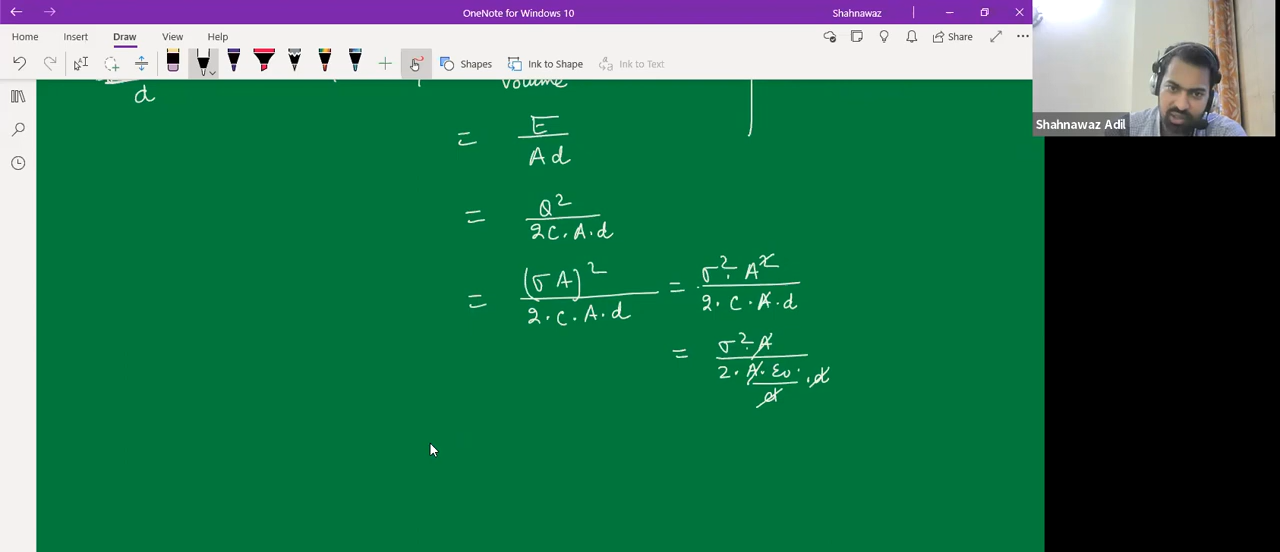 OneNote for Windows 10
Shahnawaz
Home Insert Draw View Help
Share
Shapes Ink to Shape Ink to Text
Shahnawaz Adil
d
Volume
= E / Ad
= Q² / 2C·A·d
= (σA)² / 2·C·A·d = σ²·A² / 2·C·A·d
= σ²·A / 2·A·ε₀/d·d